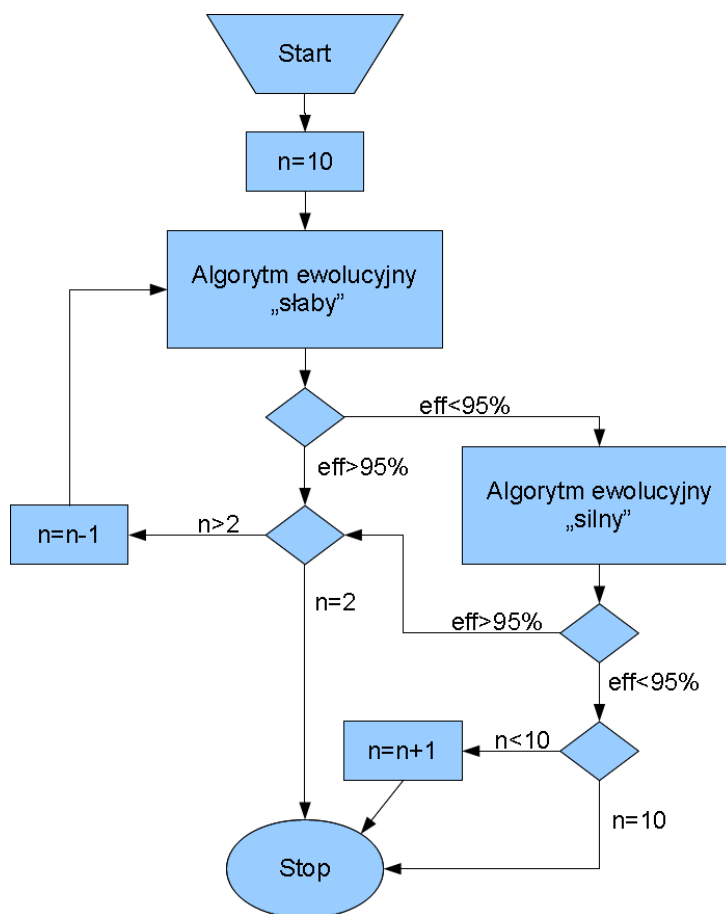 Start
n=10
Algorytm ewolucyjny
„słaby”
eff<95%
eff>95%
Algorytm ewolucyjny
„silny”
n=n-1
n>2
n=2
eff>95%
eff<95%
n=n+1
n<10
n=10
Stop